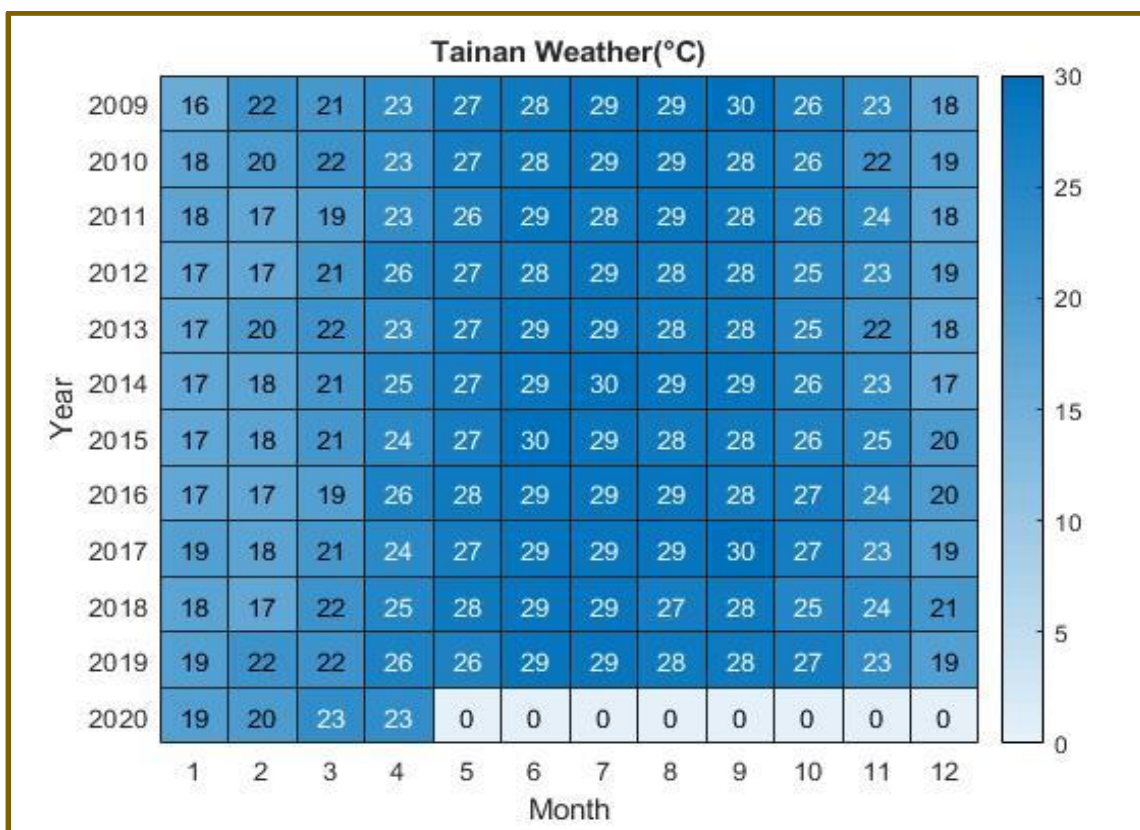 Tainan Weather(°C)
2009 16 22 21 23 27 28 29 29 30 26 23 18
2010 18 20 22 23 27 28 29 29 28 26 22 19
2011 18 17 19 23 26 29 28 29 28 26 24 18
2012 17 17 21 26 27 28 29 28 28 25 23 19
2013 17 20 22 23 27 29 29 28 28 25 22 18
2014 17 18 21 25 27 29 30 29 29 26 23 17
2015 17 18 21 24 27 30 29 28 28 26 25 20
2016 17 17 19 26 28 29 29 29 28 27 24 20
2017 19 18 21 24 27 29 29 29 30 27 23 19
2018 18 17 22 25 28 29 29 27 28 25 24 21
2019 19 22 22 26 26 29 29 28 28 27 23 19
2020 19 20 23 23 0 0 0 0 0 0 0 0
1 2 3 4 5 6 7 8 9 10 11 12
Month
Year
30
25
20
15
10
5
0